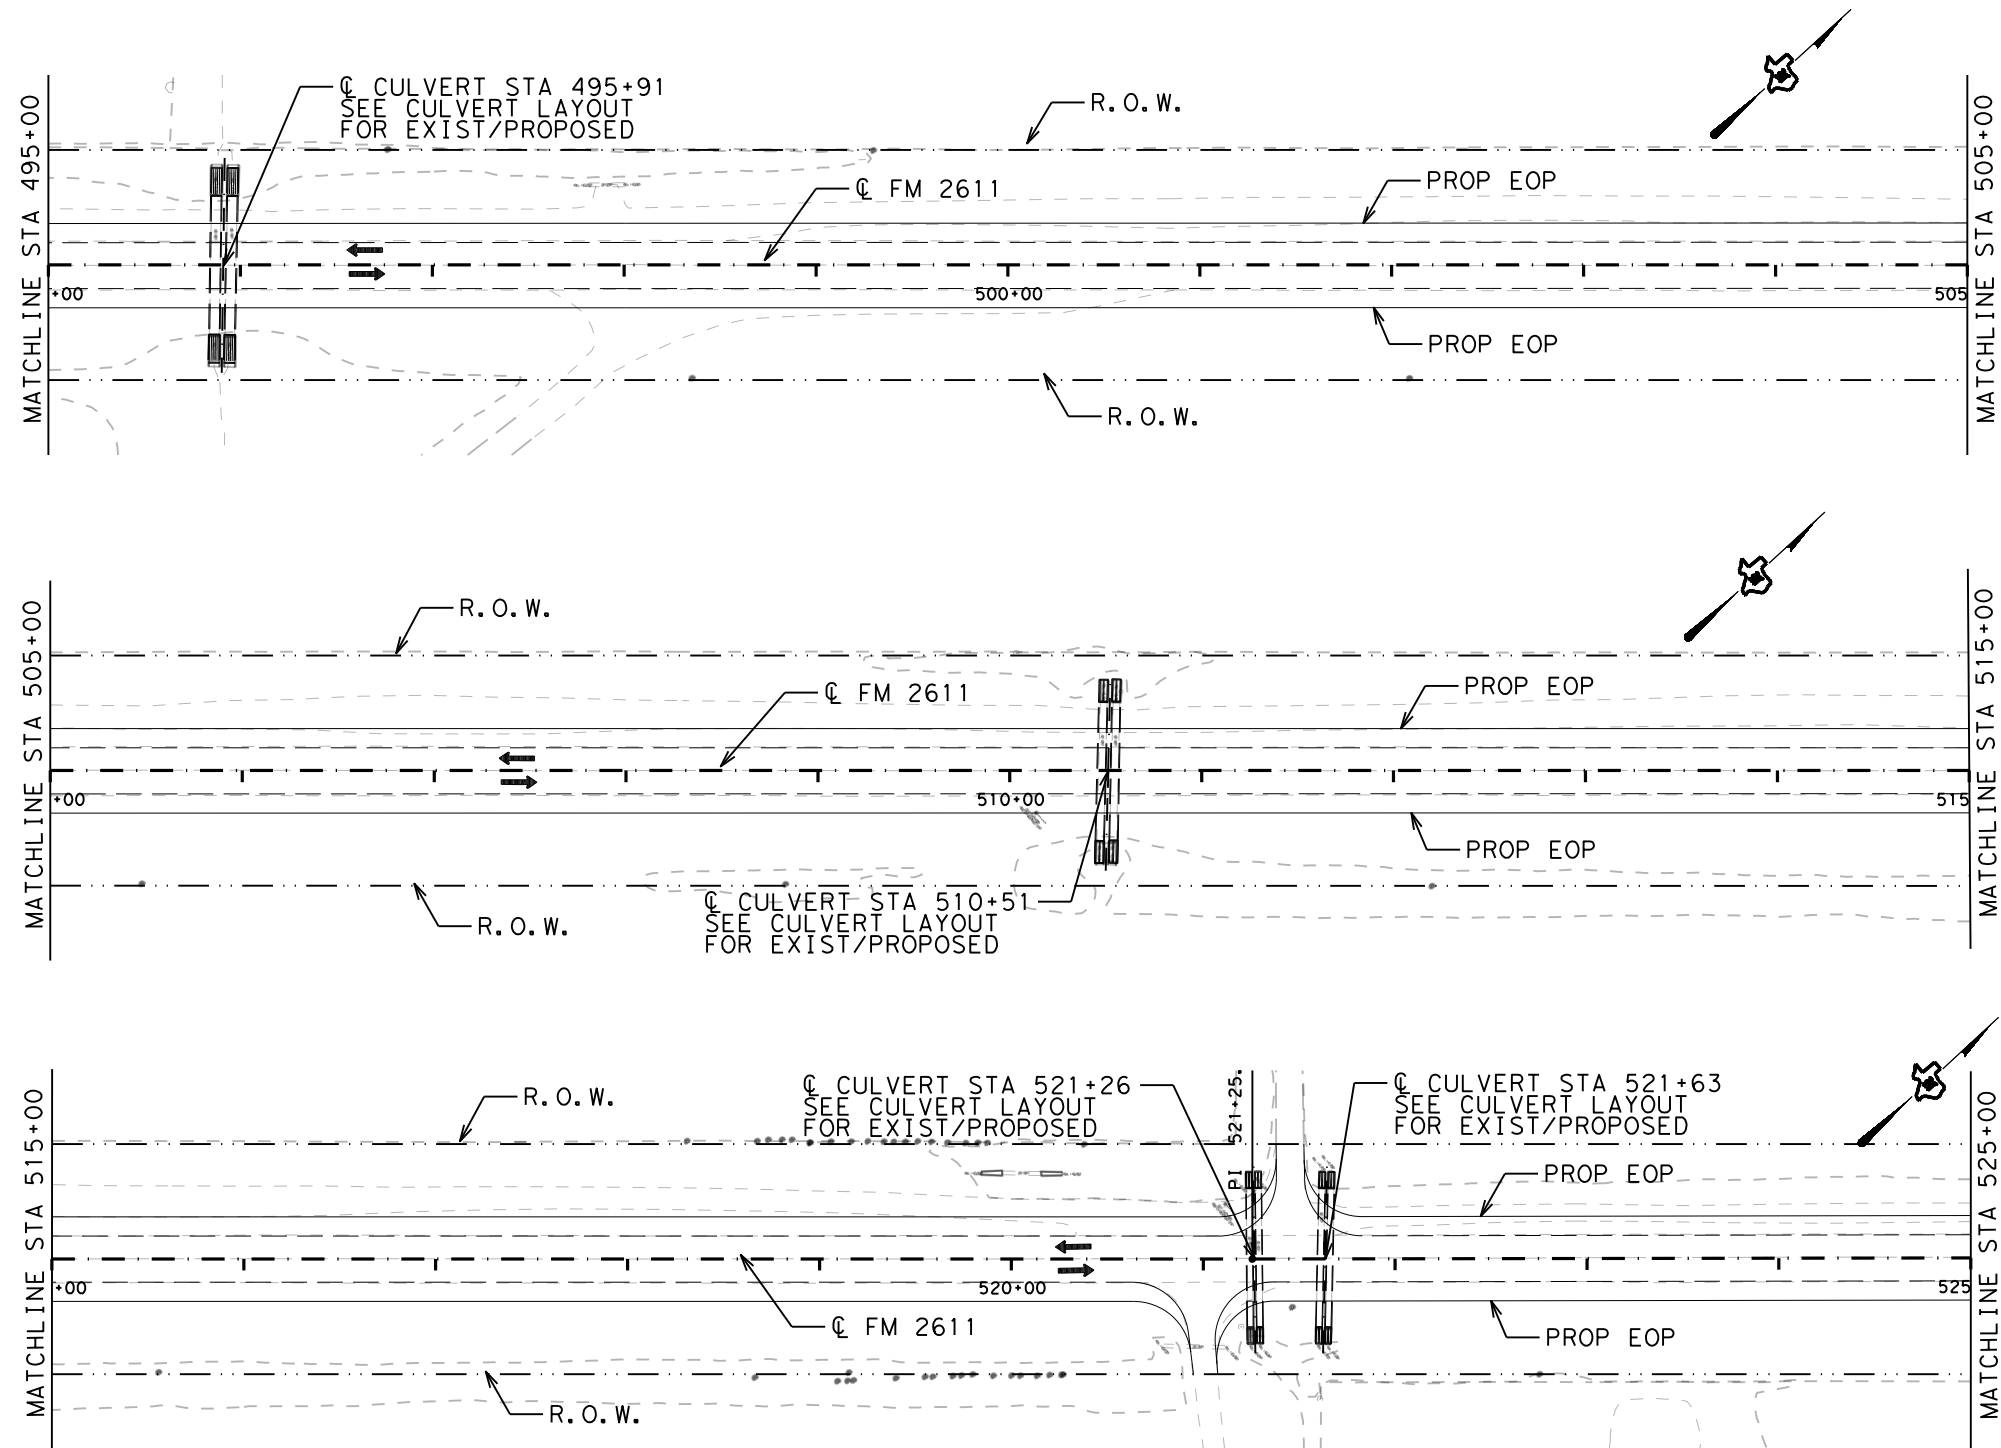 ℄ CULVERT STA 495+91
SEE CULVERT LAYOUT
FOR EXIST/PROPOSED
R.O.W.
MATCHLINE STA 495+00
MATCHLINE STA 505+00
PROP EOP
℄ FM 2611
+00
500+00
505
PROP EOP
R.O.W.
MATCHLINE STA 505+00
MATCHLINE STA 515+00
R.O.W.
℄ FM 2611
PROP EOP
+00
510+00
515
PROP EOP
℄ CULVERT STA 510+51
SEE CULVERT LAYOUT
FOR EXIST/PROPOSED
R.O.W.
MATCHLINE STA 515+00
MATCHLINE STA 525+00
R.O.W.
℄ CULVERT STA 521+26
SEE CULVERT LAYOUT
FOR EXIST/PROPOSED
PI 521+25.
℄ CULVERT STA 521+63
SEE CULVERT LAYOUT
FOR EXIST/PROPOSED
PROP EOP
+00
520+00
525
℄ FM 2611
PROP EOP
R.O.W.